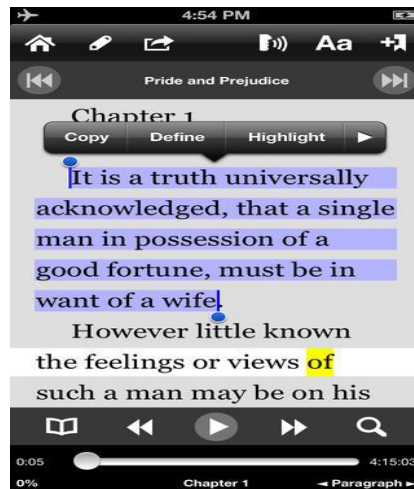 4:54 PM
Aa
Pride and Prejudice
Chapter 1
Copy Define Highlight
It is a truth universally
acknowledged, that a single
man in possession of a
good fortune, must be in
want of a wife.
However little known
the feelings or views of
such a man may be on his
0:05 4:15:03
0% Chapter 1 Paragraph